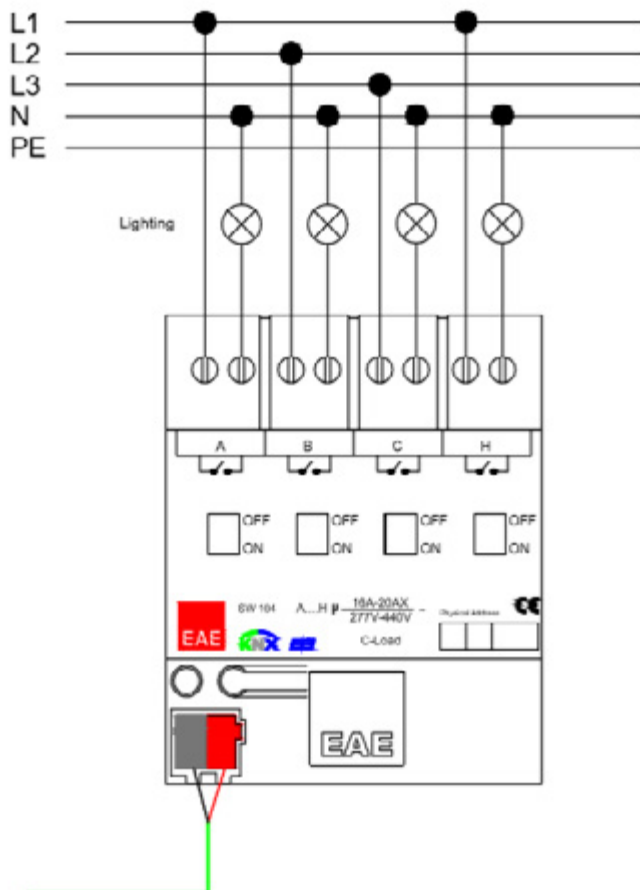 L1
L2
L3
N
PE
Lighting
A B C H
OFF OFF OFF OFF
ON ON ON ON
EAE SW 104 A...H 16A-20AX
277V-440V ~
Physical Address CE
KNX C-Load
EAE